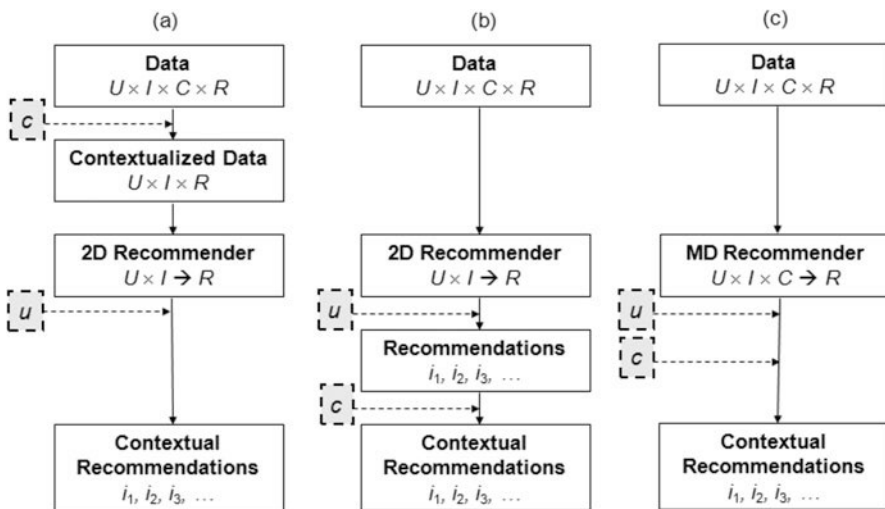 (a)
Data
U × I × C × R
c
Contextualized Data
U × I × R
2D Recommender
U × I → R
u
Contextual
Recommendations
i₁, i₂, i₃, …
(b)
Data
U × I × C × R
2D Recommender
U × I → R
u
Recommendations
i₁, i₂, i₃, …
c
Contextual
Recommendations
i₁, i₂, i₃, …
(c)
Data
U × I × C × R
MD Recommender
U × I × C → R
u
c
Contextual
Recommendations
i₁, i₂, i₃, …